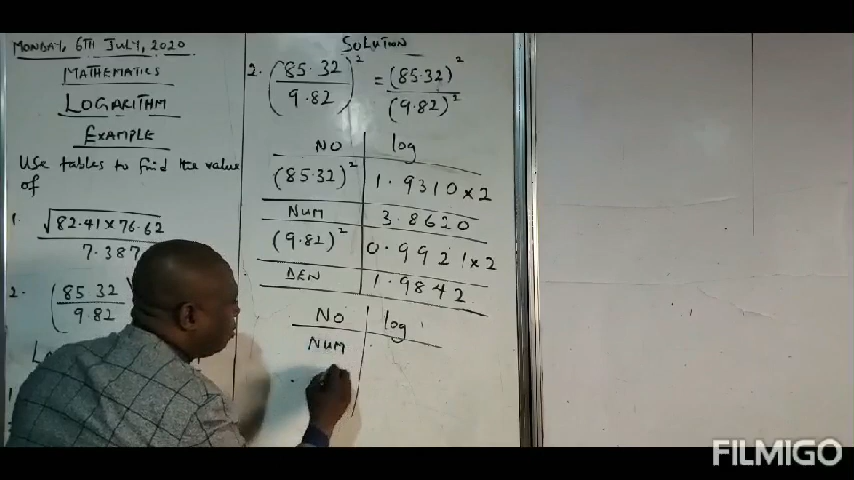 MONDAY, 6TH JULY, 2020
MATHEMATICS
LOGARITHM
EXAMPLE
Use tables to find the value
of
1. √82.41×76.62
7.387
2. (85.32
9.82
SOLUTION
2. (85.32/9.82)² = (85.32)²/(9.82)²
NO log
(85.32)² 1.9310×2
NUM 3.8620
(9.82)² 0.9921×2
DEN 1.9842
NO log
NUM
FILMIGO